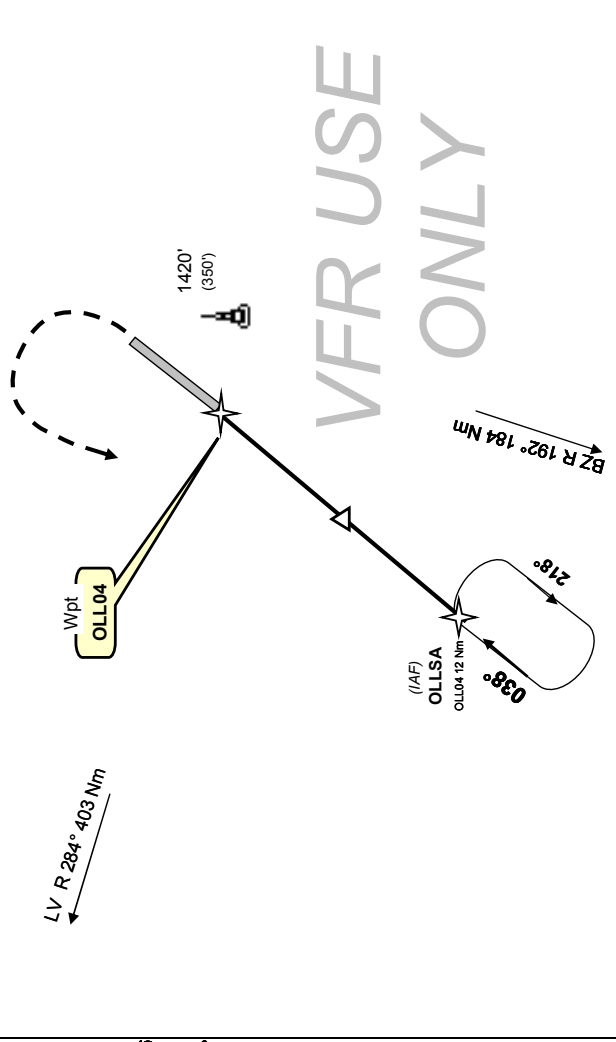 VFR USE
ONLY
1420'
(350')
Wpt
OLL04
(IAF)
OLLSA
OLL04 12 Nm
038°
218°
BZ R 192° 184 Nm
LV R 284° 403 Nm